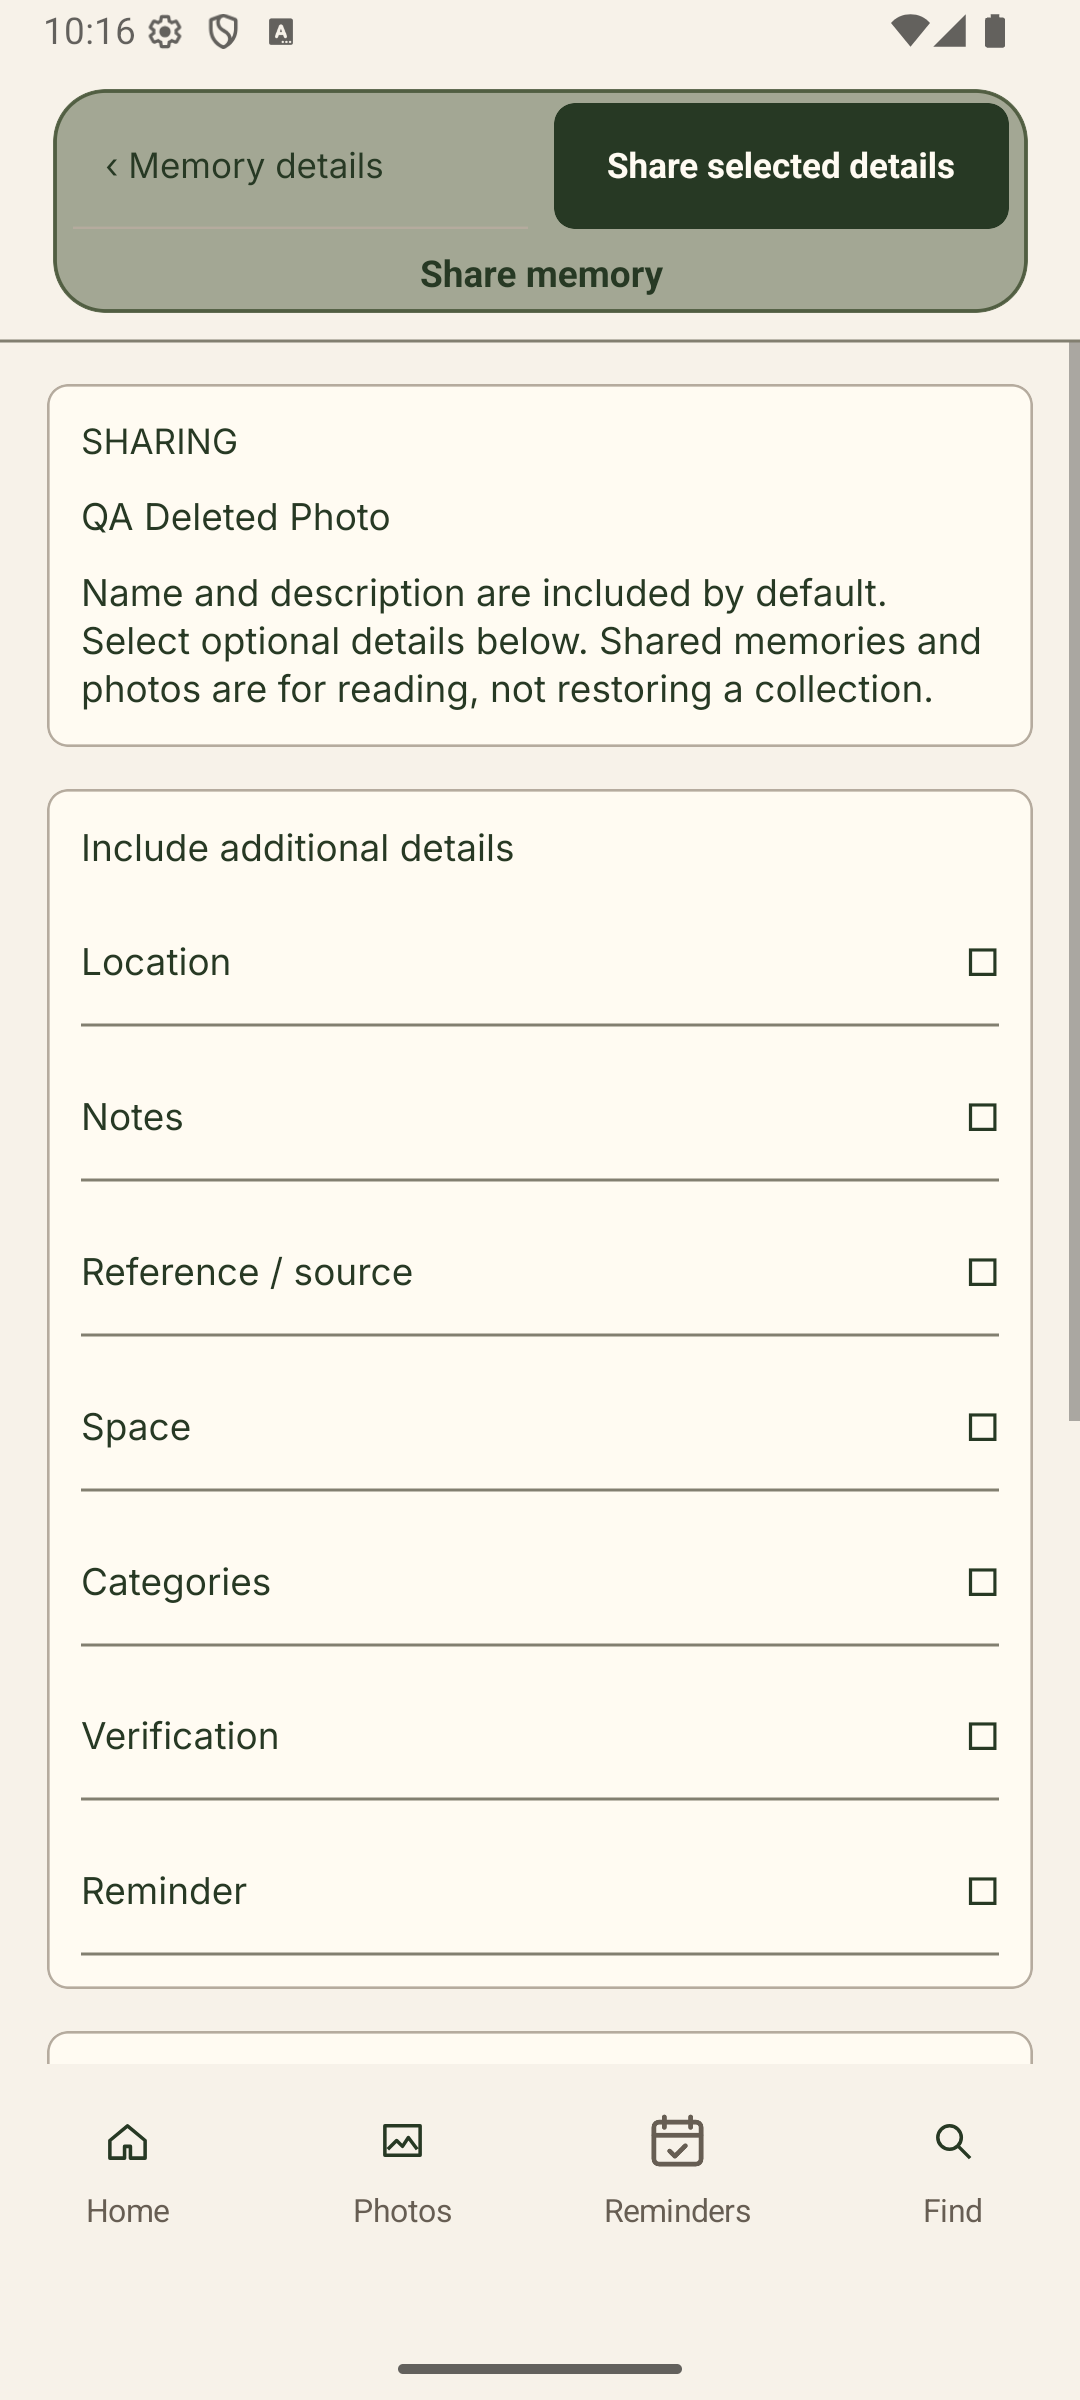 10:16
‹ Memory details
Share selected details
Share memory
SHARING
QA Deleted Photo
Name and description are included by default.
Select optional details below. Shared memories and
photos are for reading, not restoring a collection.
Include additional details
Location
Notes
Reference / source
Space
Categories
Verification
Reminder
Home
Photos
Reminders
Find